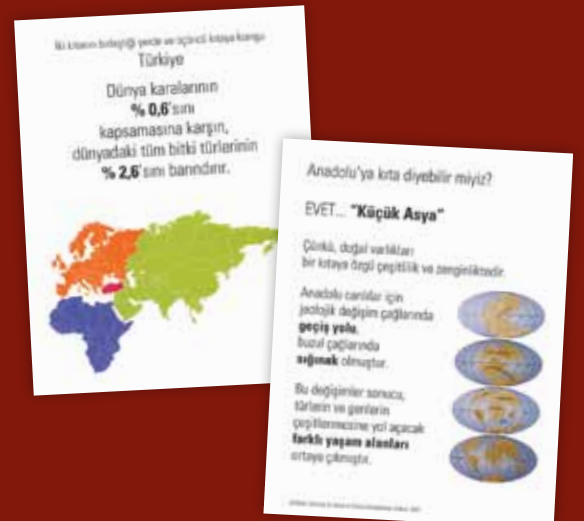 İki kıtanın birleştiği yerde ve üçüncü kıtaya komşu
Türkiye
Dünya karalarının
% 0,6'sını
kapsamasına karşın,
dünyadaki tüm bitki türlerinin
% 2,6'sını barındırır.
Anadolu'ya kıta diyebilir miyiz?
EVET... "Küçük Asya"
Çünkü, doğal varlıkları
bir kıtaya özgü çeşitlilik ve zenginliktedir.
Anadolu canlılar için
jeolojik değişim çağlarında
geçiş yolu,
buzul çağlarında
sığınak olmuştur.
Bu değişimler sonucu,
türlerin ve genlerin
çeşitlenmesine yol açacak
farklı yaşam alanları
ortaya çıkmıştır.